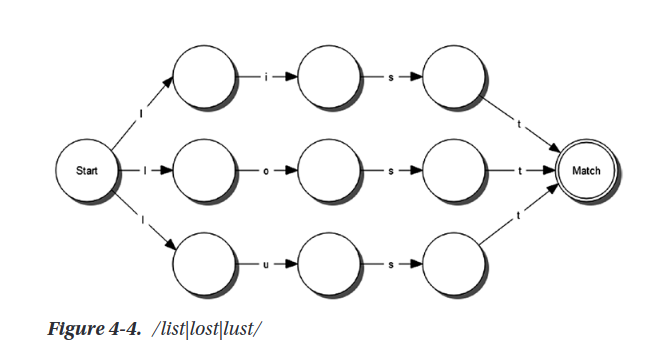 l i s t
Start l o s t Match
l u s t
Figure 4-4. /list|lost|lust/